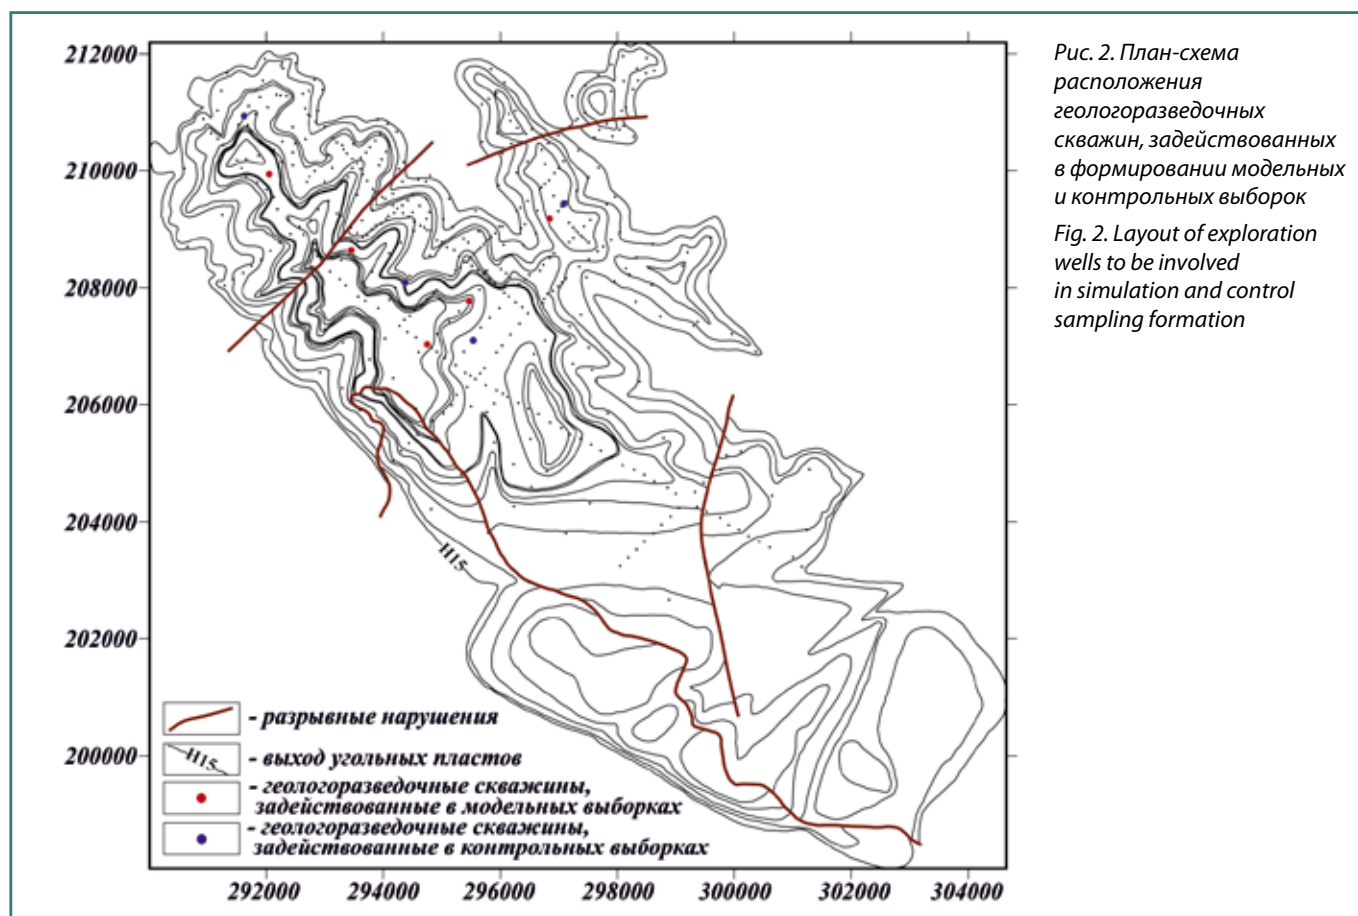 212000
210000
208000
206000
204000
202000
200000
292000 294000 296000 298000 300000 302000 304000
H15
- разрывные нарушения
H15
- выход угольных пластов
- геологоразведочные скважины,
задействованные в модельных выборках
- геологоразведочные скважины,
задействованные в контрольных выборках
Рис. 2. План-схема
расположения
геологоразведочных
скважин, задействованных
в формировании модельных
и контрольных выборок
Fig. 2. Layout of exploration
wells to be involved
in simulation and control
sampling formation